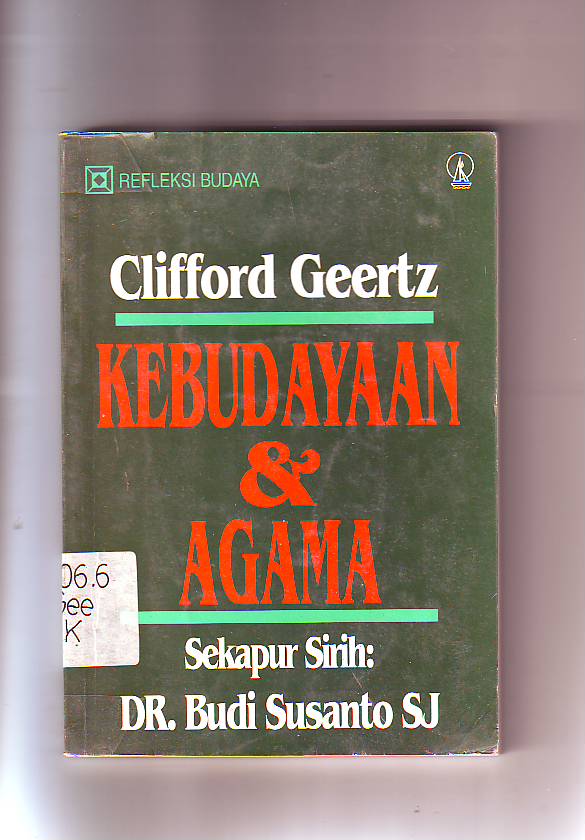 REFLEKSI BUDAYA
Clifford Geertz
KEBUDAYAAN
&
AGAMA
06.6
Gee
K
Sekapur Sirih:
DR. Budi Susanto SJ